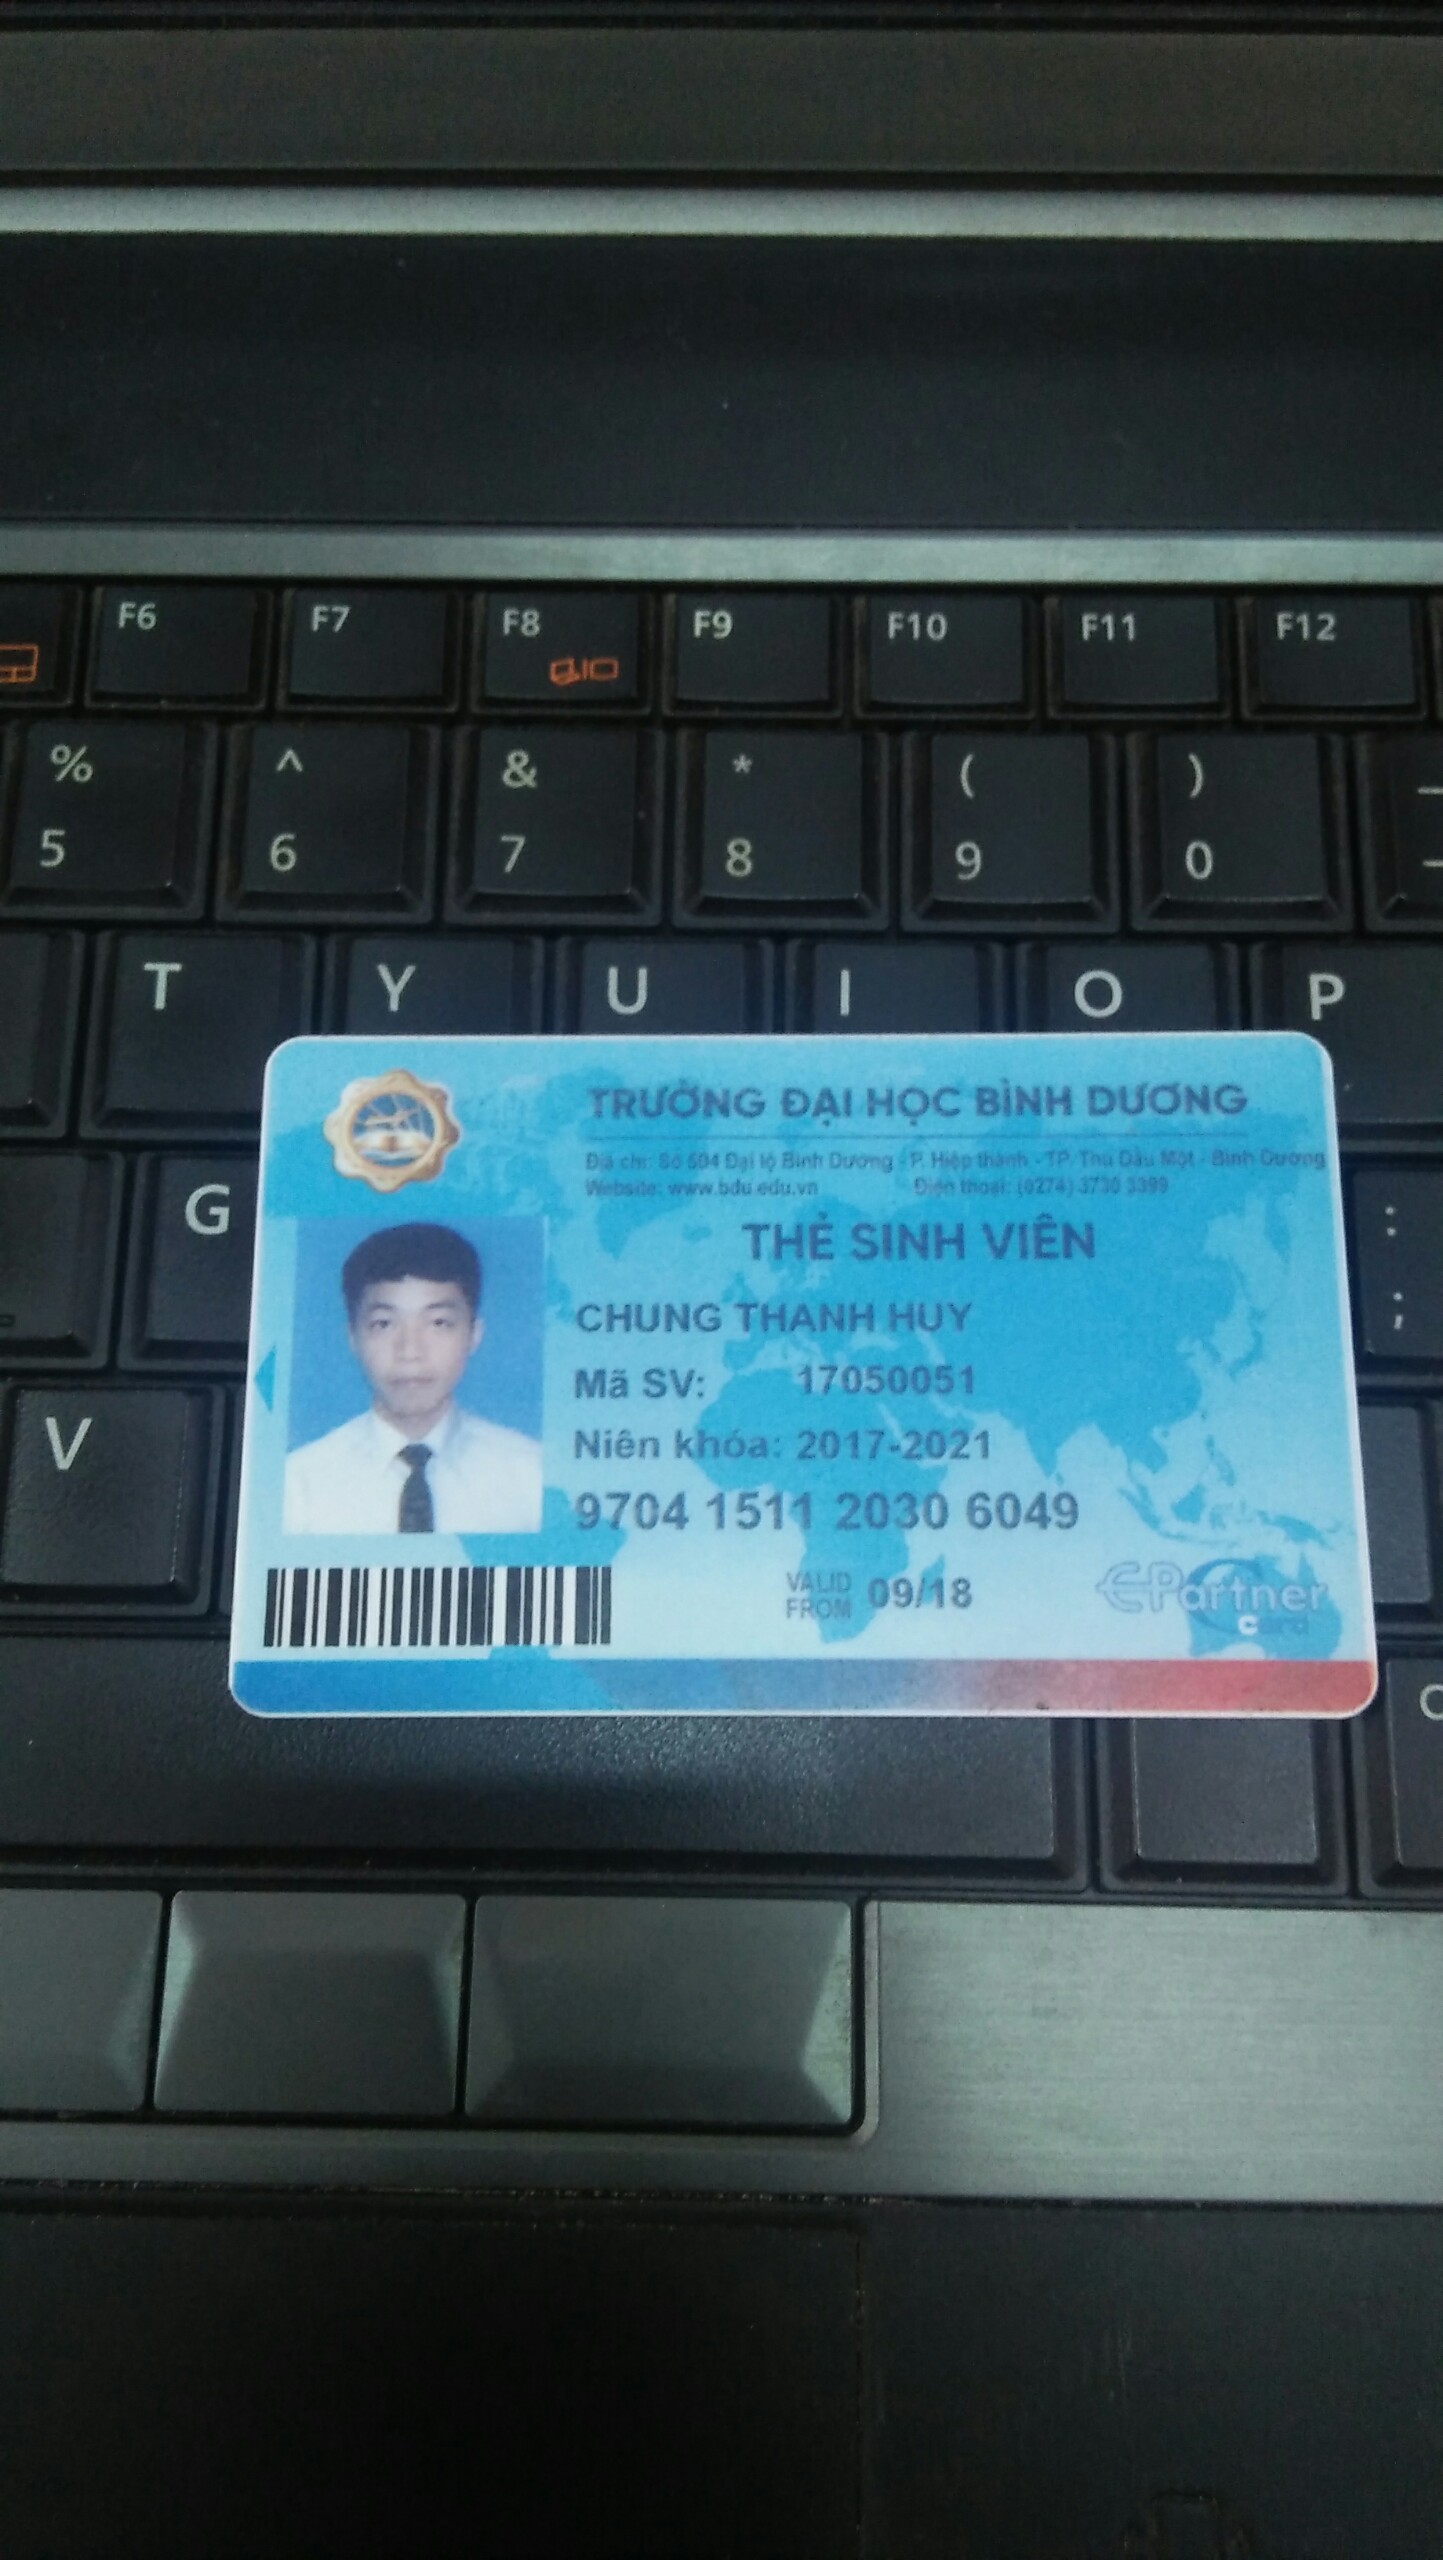 F6 F7 F8 F9 F10 F11 F12
% ^ & * ( )
5 6 7 8 9 0
T Y U I O P
TRƯỜNG ĐẠI HỌC BÌNH DƯƠNG
Địa chỉ: Số 504 Đại lộ Bình Dương - P. Hiệp thành - TP. Thủ Dầu Một - Bình Dương
Website: www.bdu.edu.vn Điện thoại: (0274) 3730 3399
G
THẺ SINH VIÊN
: ;
CHUNG THANH HUY
Mã SV: 17050051
V
Niên khóa: 2017-2021
9704 1511 2030 6049
VALID FROM 09/18
E-Partner
card